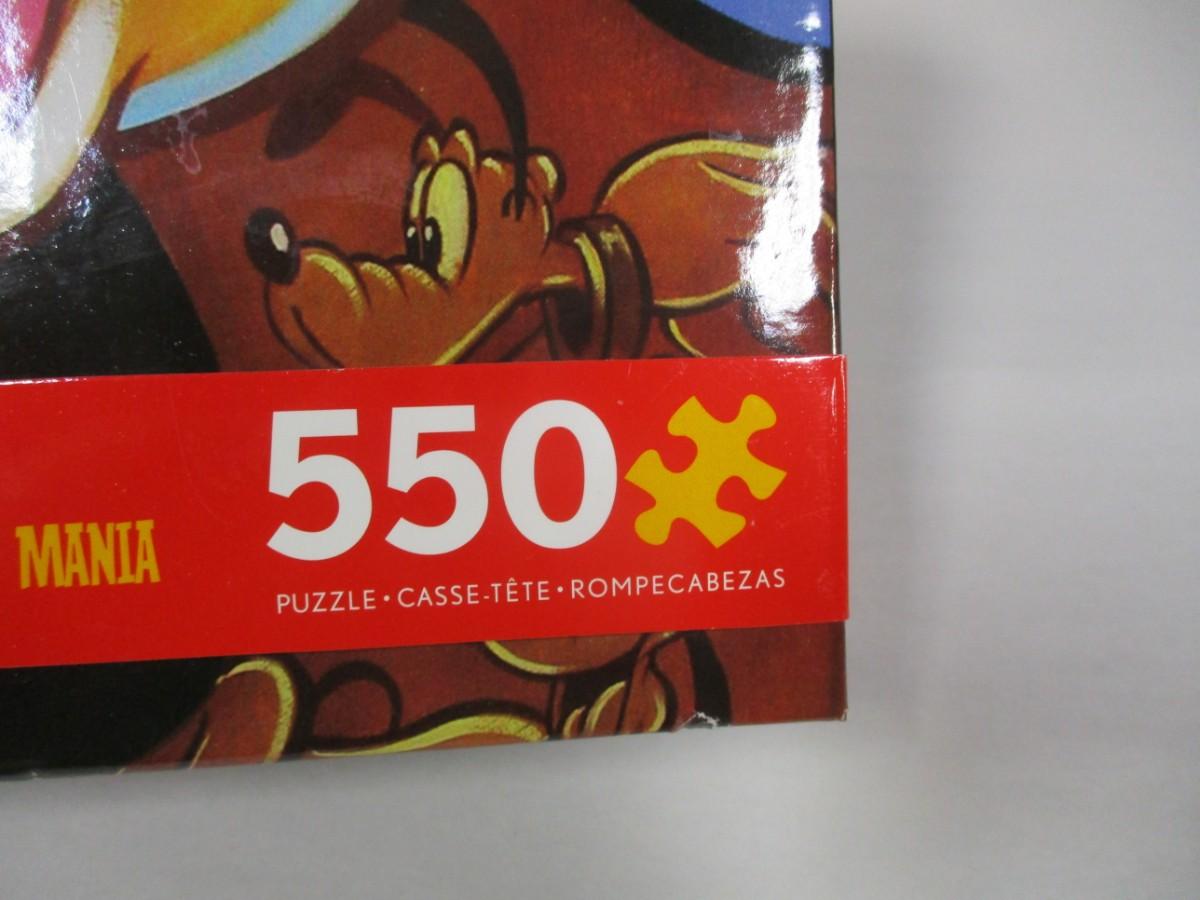 550
MANIA
PUZZLE • CASSE-TÊTE • ROMPECABEZAS